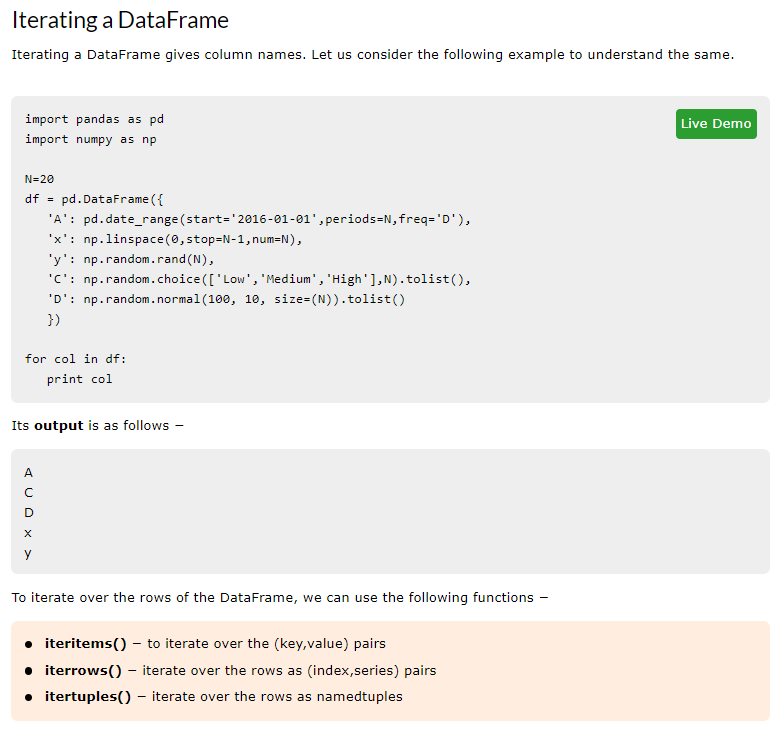 Iterating a DataFrame
Iterating a DataFrame gives column names. Let us consider the following example to understand the same.
Live Demo
import pandas as pd
import numpy as np
N=20
df = pd.DataFrame({
   'A': pd.date_range(start='2016-01-01',periods=N,freq='D'),
   'x': np.linspace(0,stop=N-1,num=N),
   'y': np.random.rand(N),
   'C': np.random.choice(['Low','Medium','High'],N).tolist(),
   'D': np.random.normal(100, 10, size=(N)).tolist()
   })
for col in df:
   print col
Its output is as follows −
A
C
D
x
y
To iterate over the rows of the DataFrame, we can use the following functions −
● iteritems() − to iterate over the (key,value) pairs
● iterrows() − iterate over the rows as (index,series) pairs
● itertuples() − iterate over the rows as namedtuples